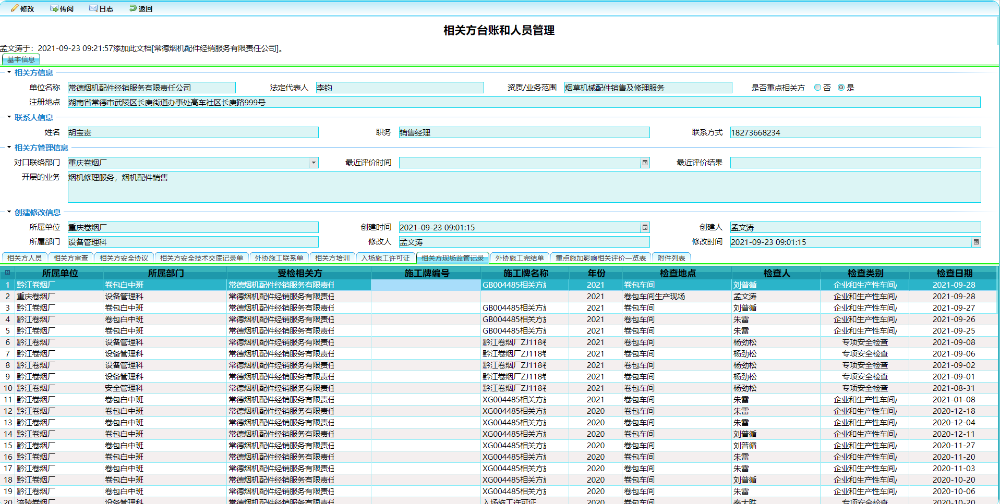 修改 传阅 日志 返回
相关方台账和人员管理
孟文涛于：2021-09-23 09:21:57添加此文档[常德烟机配件经销服务有限责任公司]。
基本信息
相关方信息
单位名称 常德烟机配件经销服务有限责任公司 法定代表人 李钧 资质/业务范围 烟草机械配件销售及修理服务 是否重点相关方 否 是
注册地点 湖南省常德市武陵区长庚街道办事处高车社区长庚路999号
联系人信息
姓名 胡宝贵 职务 销售经理 联系方式 18273668234
相关方管理信息
对口联络部门 重庆卷烟厂 最近评价时间 最近评价结果
开展的业务 烟机修理服务，烟机配件销售
创建修改信息
所属单位 重庆卷烟厂 创建时间 2021-09-23 09:01:15 创建人 孟文涛
所属部门 设备管理科 修改人 孟文涛 修改时间 2021-09-23 09:01:15
相关方人员 相关方审查 相关方安全协议 相关方安全技术交底记录单 外协施工联系单 相关方培训 入场施工许可证 相关方现场监管记录 外协施工完结单 重点施加影响相关评价一览表 附件列表
所属单位 所属部门 受检相关方 施工牌编号 施工牌名称 年份 检查地点 检查人 检查类别 检查日期
1 黔江卷烟厂 卷包白中班 常德烟机配件经销服务有限责任 GB004485相关方 2021 卷包车间 刘普循 企业和生产性车间/ 2021-09-28
2 重庆卷烟厂 设备管理科 常德烟机配件经销服务有限责任 2021 卷包车间生产现场 孟文涛 企业和生产性车间/ 2021-09-28
3 黔江卷烟厂 卷包白中班 常德烟机配件经销服务有限责任 GB004485相关方 2021 卷包车间 刘普循 企业和生产性车间/ 2021-09-27
4 黔江卷烟厂 卷包白中班 常德烟机配件经销服务有限责任 GB004485相关方 2021 卷包车间 朱雷 企业和生产性车间/ 2021-09-26
5 黔江卷烟厂 卷包白中班 常德烟机配件经销服务有限责任 GB004485相关方 2021 卷包车间 朱雷 企业和生产性车间/ 2021-09-25
6 黔江卷烟厂 设备管理科 常德烟机配件经销服务有限责任 黔江卷烟厂ZJ118 2021 卷包车间 杨劲松 专项安全检查 2021-09-08
7 黔江卷烟厂 设备管理科 常德烟机配件经销服务有限责任 黔江卷烟厂ZJ118 2021 卷包车间 杨劲松 专项安全检查 2021-09-06
8 黔江卷烟厂 设备管理科 常德烟机配件经销服务有限责任 黔江卷烟厂ZJ118 2021 卷包车间 杨劲松 专项安全检查 2021-09-02
9 黔江卷烟厂 设备管理科 常德烟机配件经销服务有限责任 黔江卷烟厂ZJ118 2021 卷包车间 杨劲松 专项安全检查 2021-09-01
10 黔江卷烟厂 安全管理科 常德烟机配件经销服务有限责任 黔江卷烟厂ZJ118 2021 卷包车间 杨劲松 专项安全检查 2021-08-31
11 黔江卷烟厂 卷包白中班 常德烟机配件经销服务有限责任 XG004485相关方 2021 卷包车间 朱雷 企业和生产性车间/ 2021-01-08
12 黔江卷烟厂 卷包白中班 常德烟机配件经销服务有限责任 XG004485相关方 2020 卷包车间 朱雷 企业和生产性车间/ 2020-12-18
13 黔江卷烟厂 卷包白中班 常德烟机配件经销服务有限责任 XG004485相关方 2020 卷包车间 朱雷 企业和生产性车间/ 2020-12-04
14 黔江卷烟厂 卷包白中班 常德烟机配件经销服务有限责任 XG004485相关方 2020 卷包车间 刘普循 企业和生产性车间/ 2020-12-11
15 黔江卷烟厂 卷包白中班 常德烟机配件经销服务有限责任 XG004485相关方 2020 卷包车间 刘普循 企业和生产性车间/ 2020-11-27
16 黔江卷烟厂 卷包白中班 常德烟机配件经销服务有限责任 XG004485相关方 2020 卷包车间 朱雷 企业和生产性车间/ 2020-11-20
17 黔江卷烟厂 卷包白中班 常德烟机配件经销服务有限责任 XG004485相关方 2020 卷包车间 朱雷 企业和生产性车间/ 2020-11-03
18 黔江卷烟厂 卷包白中班 常德烟机配件经销服务有限责任 XG004485相关方 2020 卷包车间 刘普循 企业和生产性车间/ 2020-10-20
19 黔江卷烟厂 卷包白中班 常德烟机配件经销服务有限责任 XG004485相关方 2020 卷包车间 朱雷 企业和生产性车间/ 2020-10-06
20 涪陵卷烟厂 设备管理科 常德烟机配件经销服务有限责任 入场施工许可证 2020 卷包车间 秦大胜 专项安全检查 2020-10-20